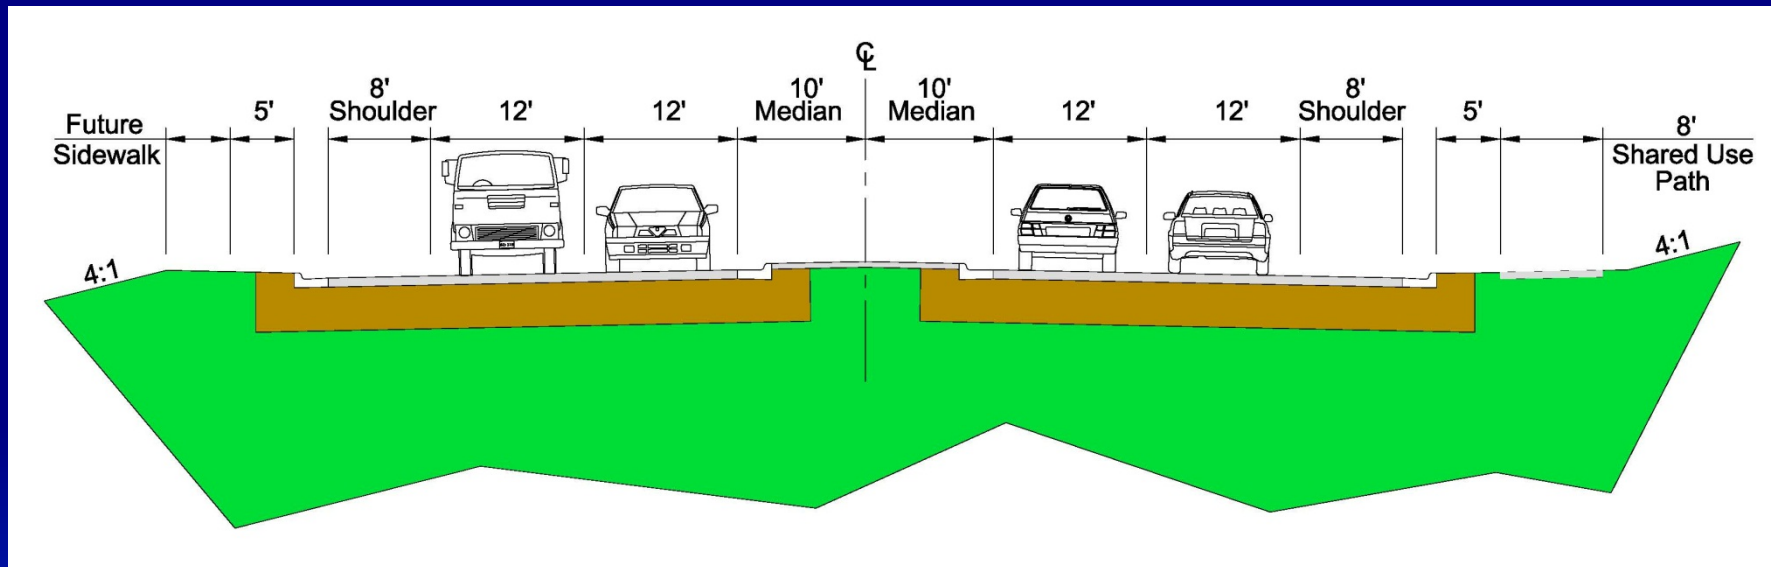 ℄
8'
Shoulder
10'
Median
10'
Median
8'
Shoulder
5'
12'
12'
12'
12'
5'
Future
Sidewalk
8'
Shared Use
Path
4:1
4:1